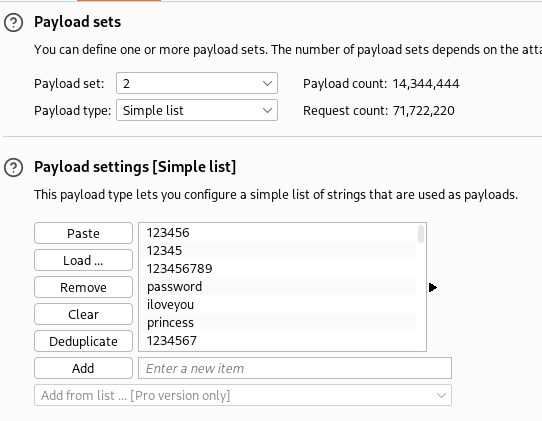 Payload sets
You can define one or more payload sets. The number of payload sets depends on the atta
Payload set: 2 Payload count: 14,344,444
Payload type: Simple list Request count: 71,722,220
Payload settings [Simple list]
This payload type lets you configure a simple list of strings that are used as payloads.
Paste 123456
12345
Load ... 123456789
Remove password
iloveyou
Clear princess
Deduplicate 1234567
Add Enter a new item
Add from list ... [Pro version only]